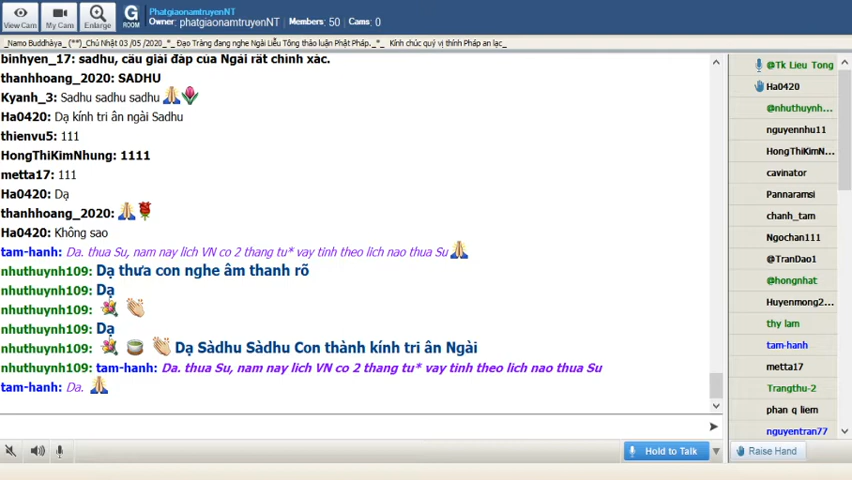 PhatgiaonamtruyenNT
Owner: phatgiaonamtruyenNT Members: 50 Cams: 0
View Cam My Cam Enlarge G ROOM
_Namo Buddhàya_ (**)_Chủ Nhật 03 /05 /2020_*_ Đạo Tràng đang nghe Ngài Liễu Tông thảo luận Phật Pháp._*_ Kính chúc quý vị thính Pháp an lạc_
binhyen_17: sadhu, câu giải đáp của Ngài rất chính xác.
thanhhoang_2020: SADHU
Kyanh_3: Sadhu sadhu sadhu
Ha0420: Dạ kính tri ân ngài Sadhu
thienvu5: 111
HongThiKimNhung: 1111
metta17: 111
Ha0420: Dạ
thanhhoang_2020:
Ha0420: Không sao
tam-hanh: Da. thua Su, nam nay lich VN co 2 thang tu* vay tinh theo lich nao thua Su
nhuthuynh109: Dạ thưa con nghe âm thanh rõ
nhuthuynh109: Dạ
nhuthuynh109:
nhuthuynh109: Dạ
nhuthuynh109: Dạ Sàdhu Sàdhu Con thành kính tri ân Ngài
nhuthuynh109: tam-hanh: Da. thua Su, nam nay lich VN co 2 thang tu* vay tinh theo lich nao thua Su
tam-hanh: Da.
Hold to Talk
@Tk Lieu Tong
Ha0420
@nhuthuynh...
nguyennhu11
HongThiKimN...
cavinator
Pannaramsi
chanh_tam
Ngochan111
@TranDao1
@hongnhat
Huyenmong2...
thy lam
tam-hanh
metta17
Trangthu-2
phan q liem
nguyentran77
Raise Hand